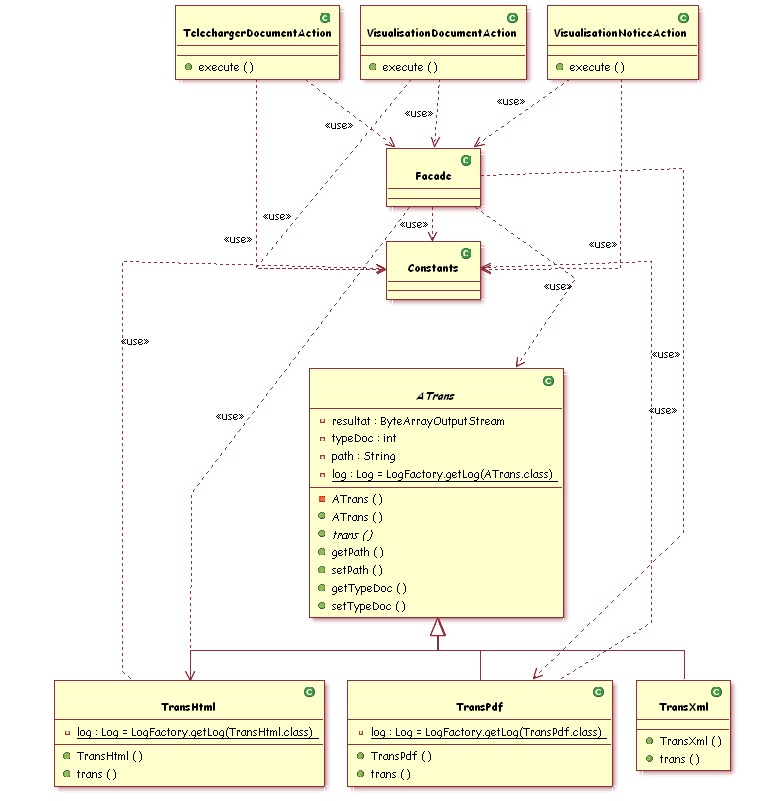 C
C
C
TelechargerDocumentAction
VisualisationDocumentAction
VisualisationNoticeAction
execute ()
execute ()
execute ()
«use»
«use»
«use»
C
Facade
«use»
«use»
«use»
«use»
C
Constants
«use»
«use»
«use»
C
ATrans
resultat : ByteArrayOutputStream
typeDoc : int
path : String
log : Log = LogFactory.getLog(ATrans.class)
«use»
«use»
ATrans ()
ATrans ()
trans ()
getPath ()
setPath ()
getTypeDoc ()
setTypeDoc ()
C
TransHtml
log : Log = LogFactory.getLog(TransHtml.class)
TransHtml ()
trans ()
C
TransPdf
log : Log = LogFactory.getLog(TransPdf.class)
TransPdf ()
trans ()
C
TransXml
TransXml ()
trans ()